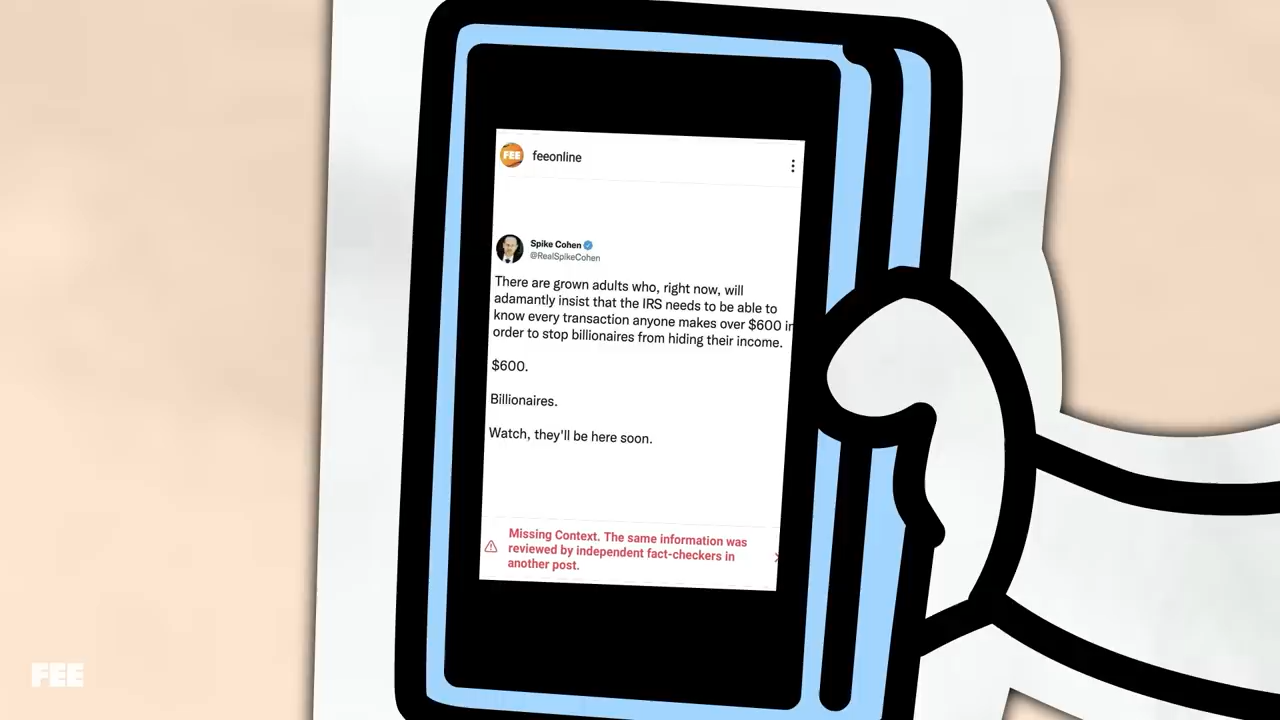 FEE feeonline
Spike Cohen
@RealSpikeCohen
There are grown adults who, right now, will
adamantly insist that the IRS needs to be able to
know every transaction anyone makes over $600 in
order to stop billionaires from hiding their income.
$600.
Billionaires.
Watch, they'll be here soon.
Missing Context. The same information was
reviewed by independent fact-checkers in
another post.
FEE